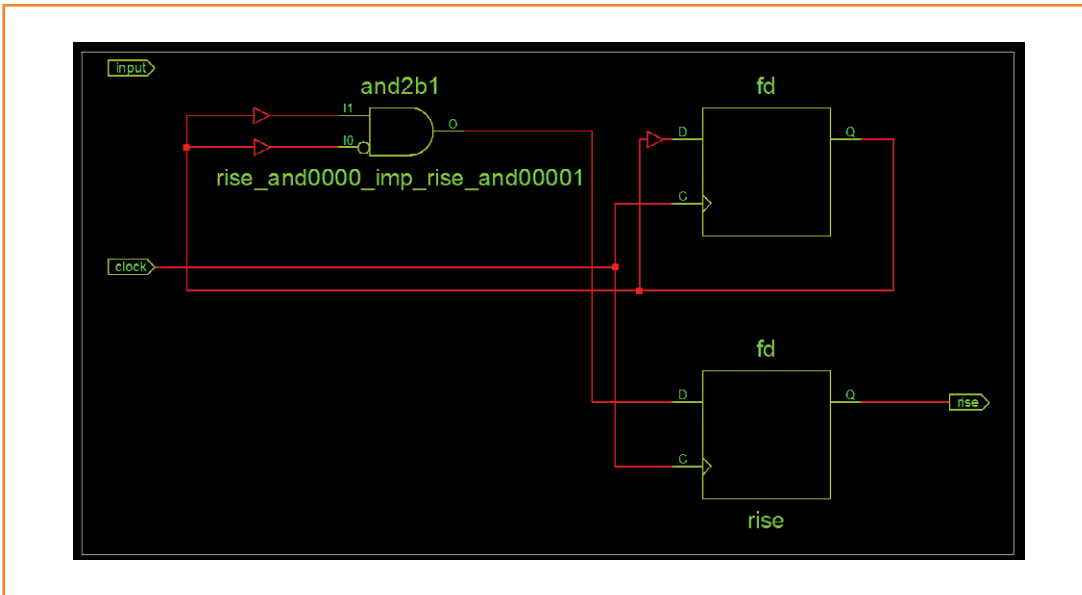 input
and2b1
fd
I1
I0
O
D
Q
rise_and0000_imp_rise_and00001
C
clock
fd
D
Q
rise
C
rise